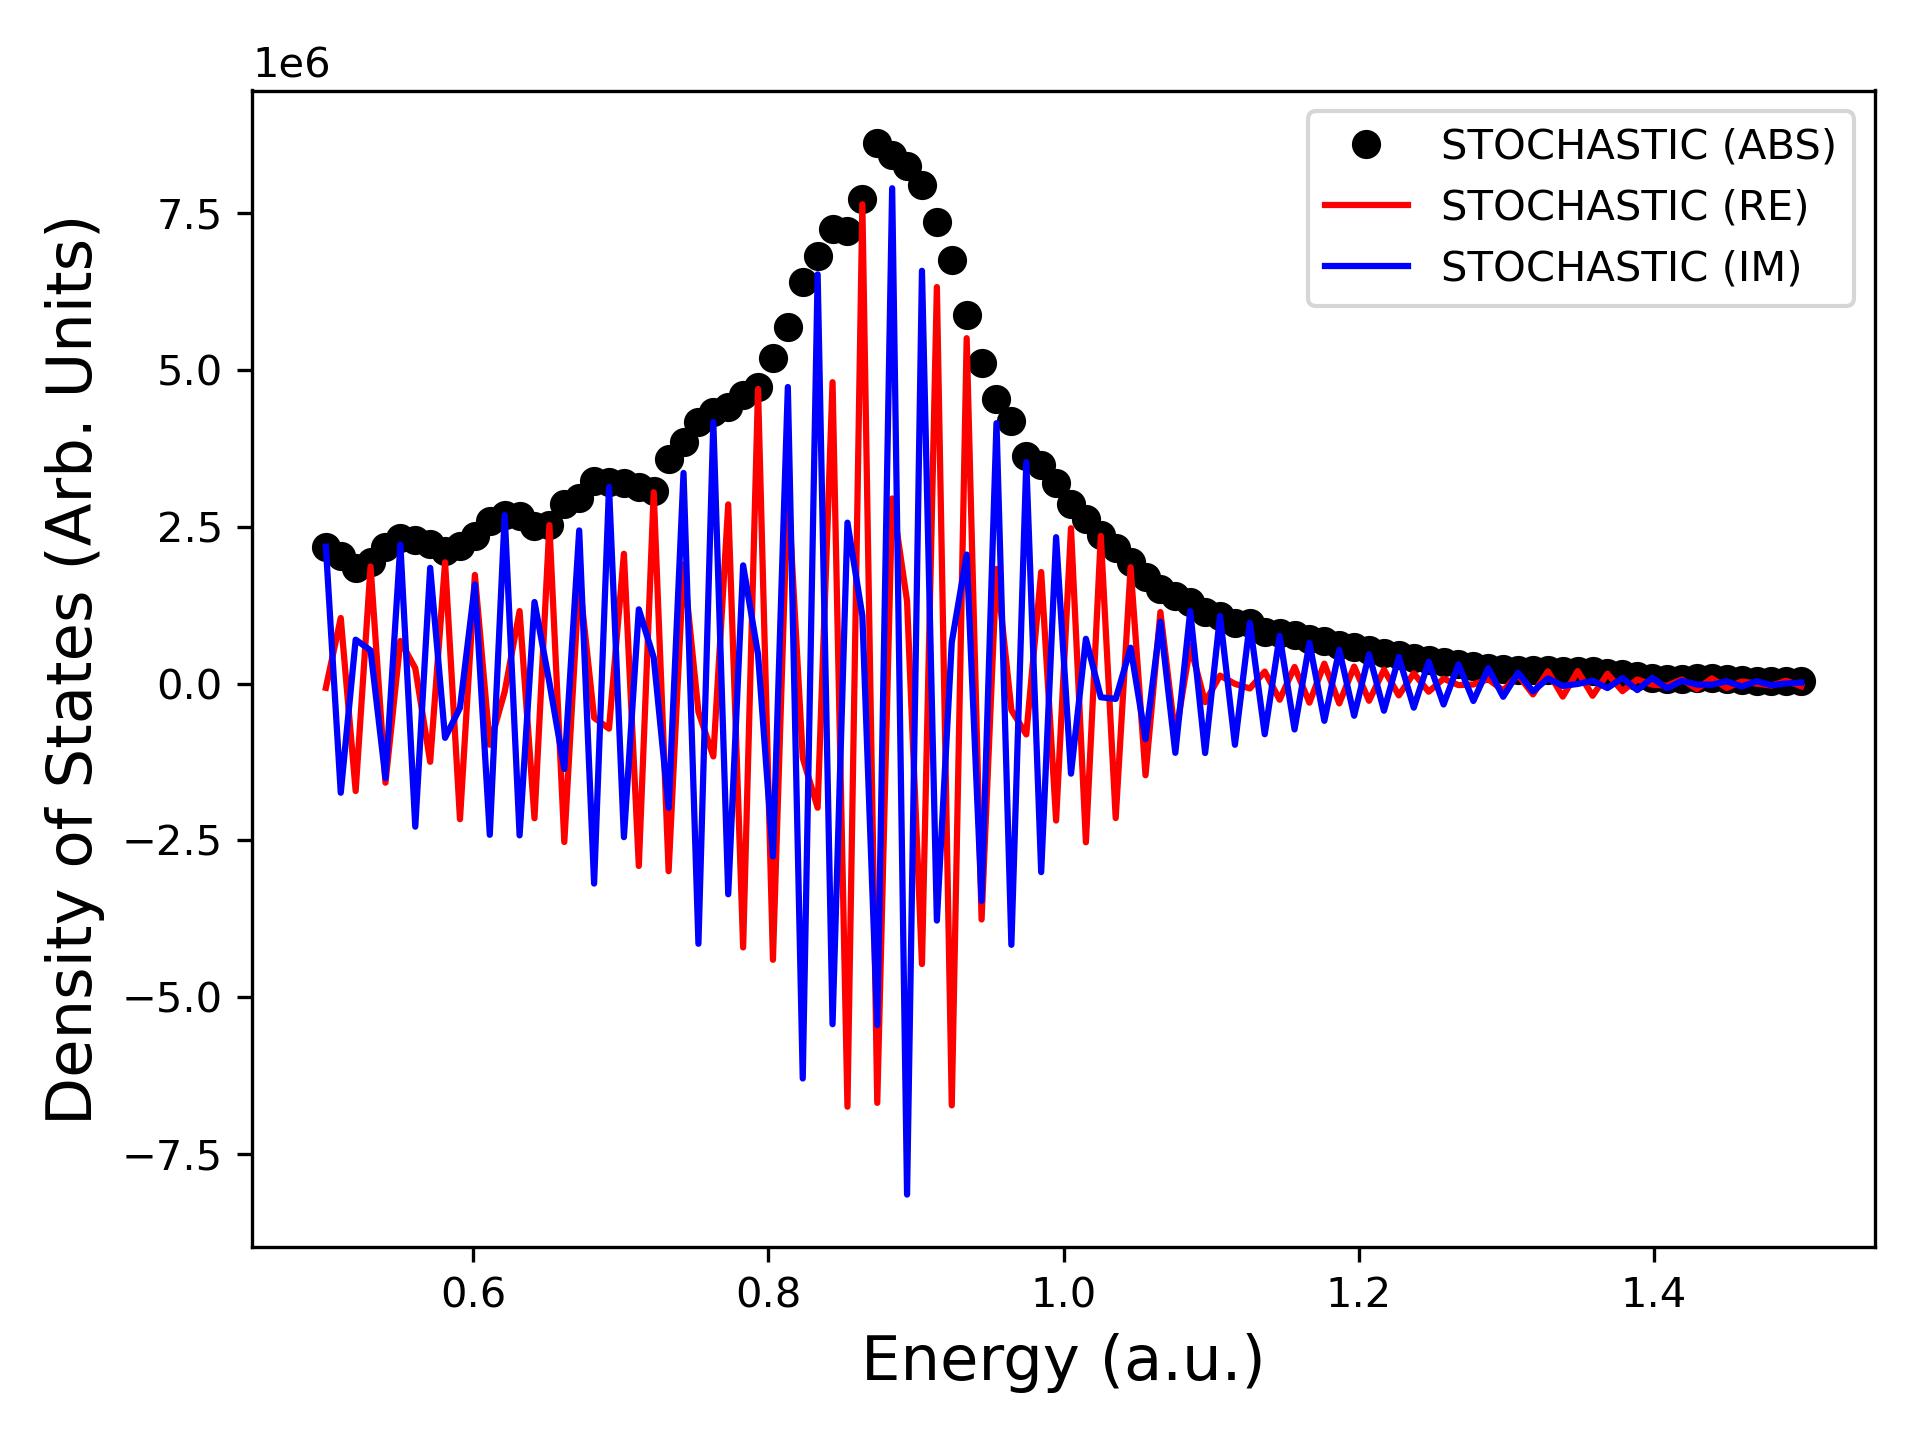 1e6
STOCHASTIC (ABS)
STOCHASTIC (RE)
STOCHASTIC (IM)
Density of States (Arb. Units)
7.5
5.0
2.5
0.0
−2.5
−5.0
−7.5
0.6 0.8 1.0 1.2 1.4
Energy (a.u.)